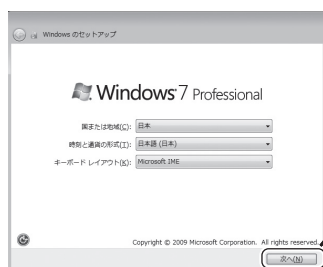 Windows のセットアップ
Windows 7 Professional
国または地域(C): 日本
時刻と通貨の形式(T): 日本語 (日本)
キーボード レイアウト(K): Microsoft IME
Copyright © 2009 Microsoft Corporation. All rights reserved.
次へ(N)